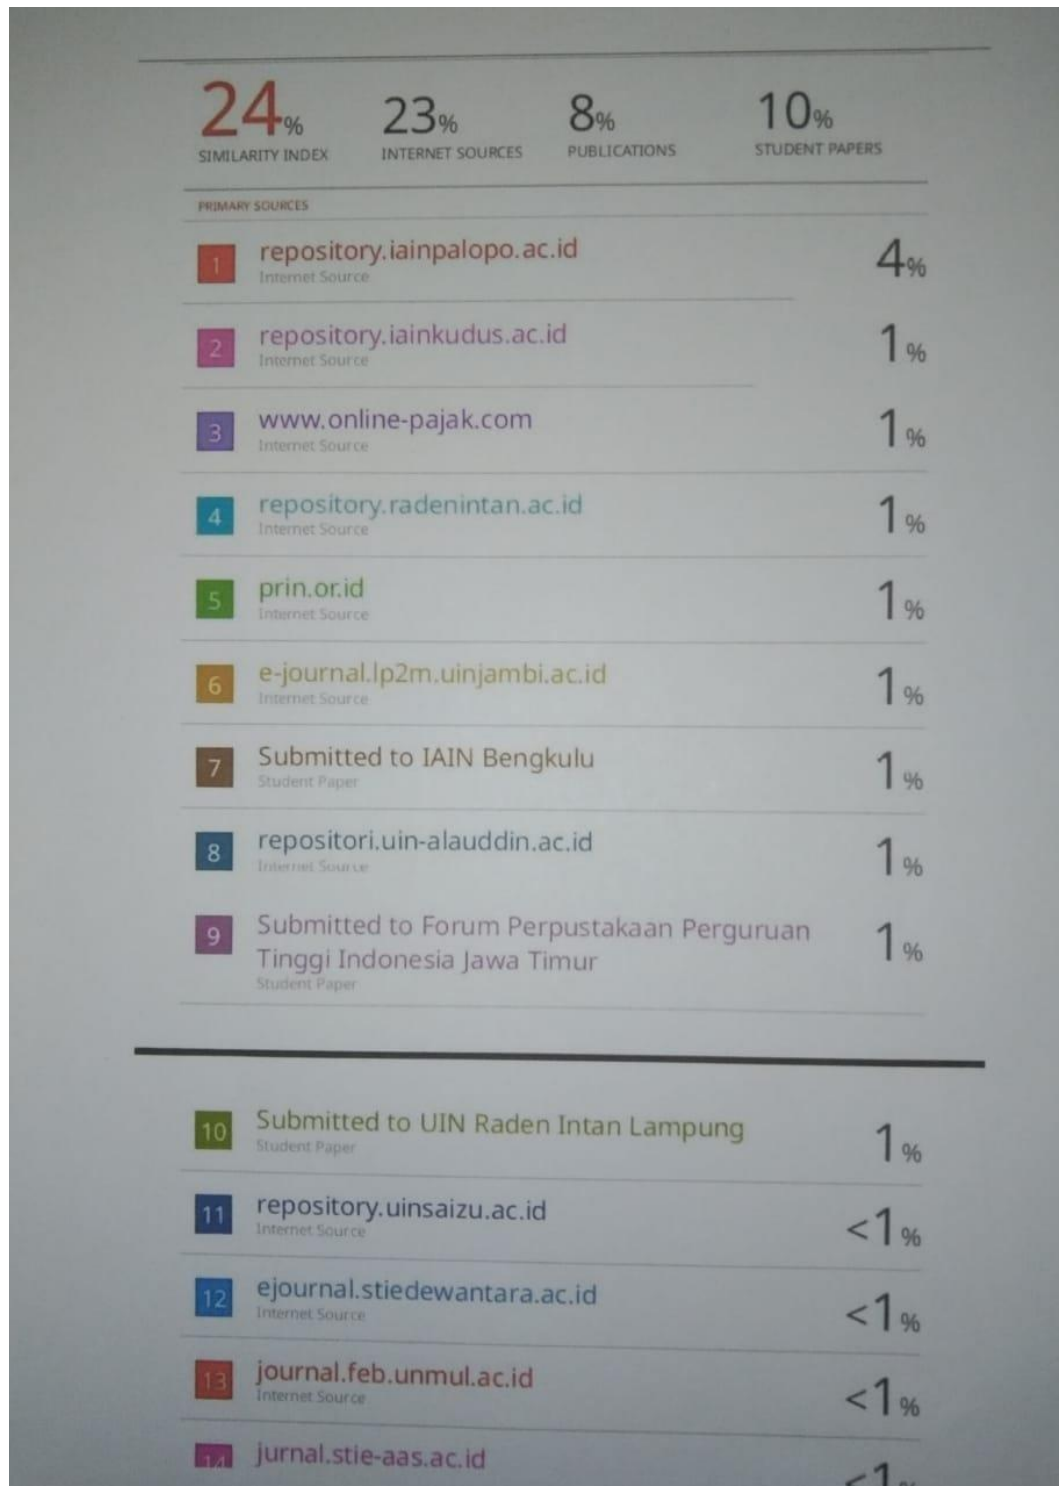 24% 23% 8% 10%
SIMILARITY INDEX INTERNET SOURCES PUBLICATIONS STUDENT PAPERS
PRIMARY SOURCES
1 repository.iainpalopo.ac.id 4%
Internet Source
2 repository.iainkudus.ac.id 1%
Internet Source
3 www.online-pajak.com 1%
Internet Source
4 repository.radenintan.ac.id 1%
Internet Source
5 prin.or.id 1%
Internet Source
6 e-journal.lp2m.uinjambi.ac.id 1%
Internet Source
7 Submitted to IAIN Bengkulu 1%
Student Paper
8 repositori.uin-alauddin.ac.id 1%
Internet Source
9 Submitted to Forum Perpustakaan Perguruan 1%
Tinggi Indonesia Jawa Timur
Student Paper
10 Submitted to UIN Raden Intan Lampung 1%
Student Paper
11 repository.uinsaizu.ac.id <1%
Internet Source
12 ejournal.stiedewantara.ac.id <1%
Internet Source
13 journal.feb.unmul.ac.id <1%
Internet Source
14 jurnal.stie-aas.ac.id <1%